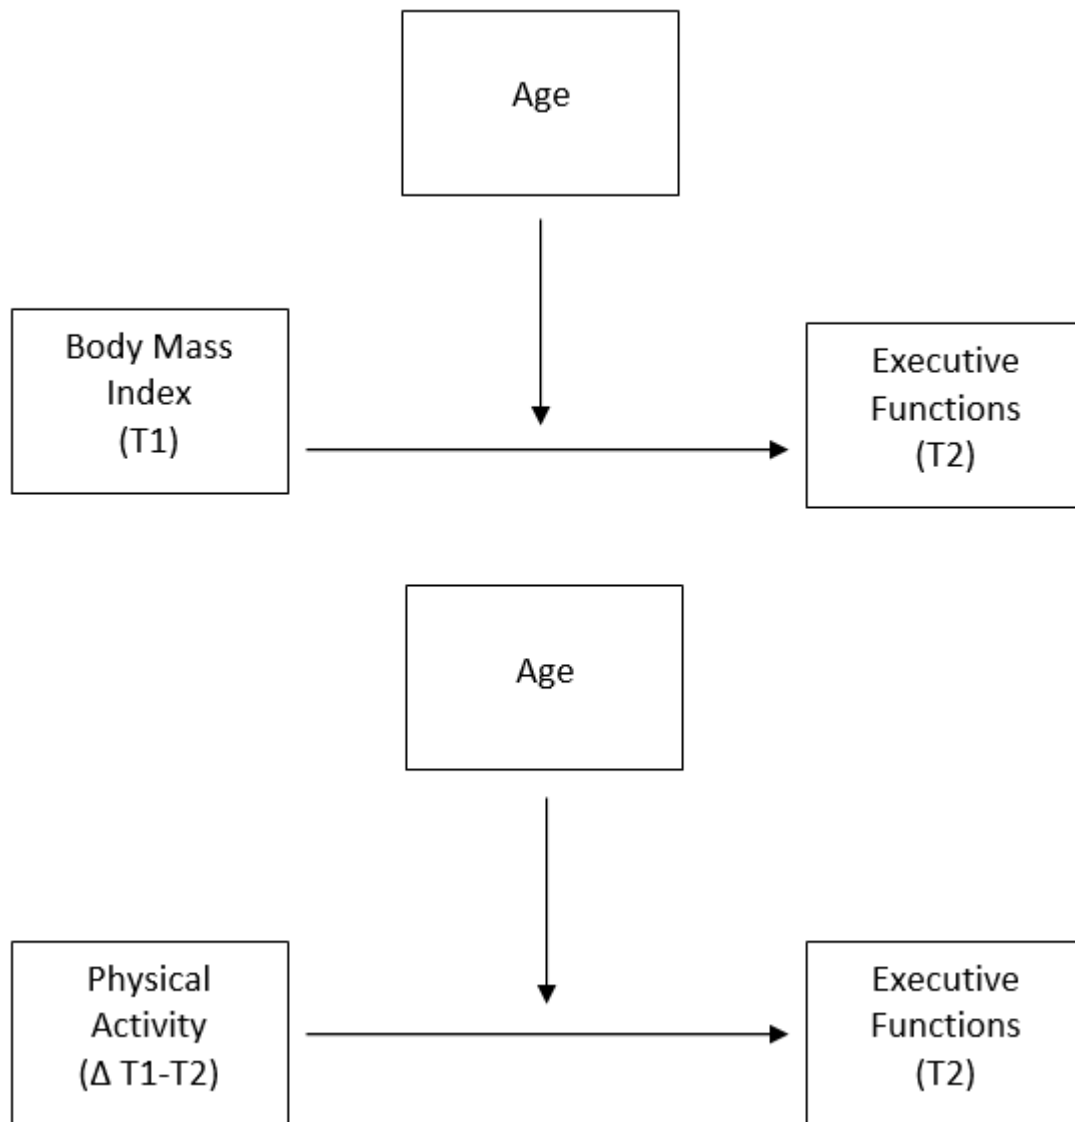 Age
Body Mass
Index
(T1)
Executive
Functions
(T2)
Age
Physical
Activity
(Δ T1-T2)
Executive
Functions
(T2)